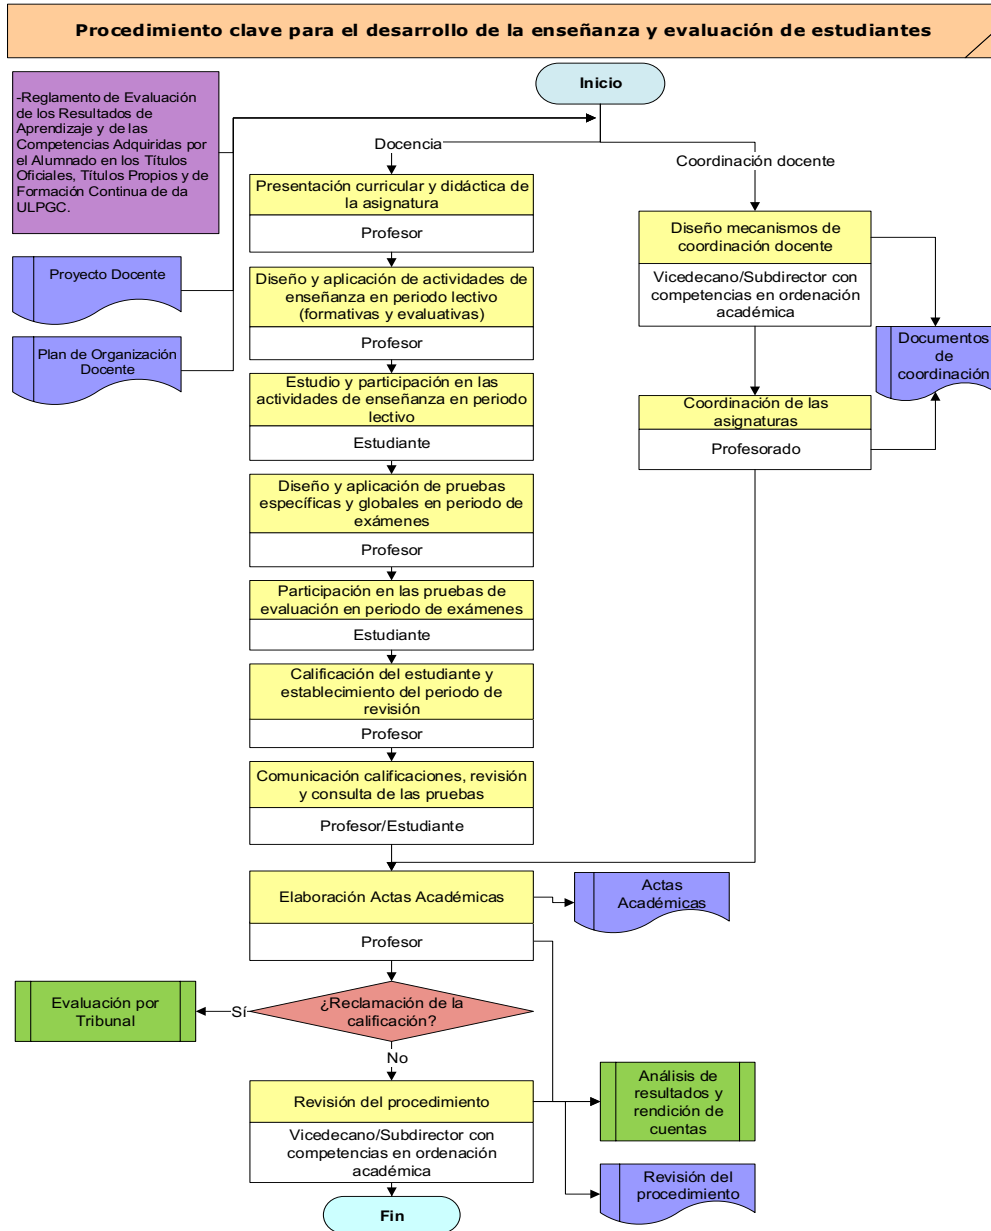 Procedimiento clave para el desarrollo de la enseñanza y evaluación de estudiantes
Inicio
-Reglamento de Evaluación
de los Resultados de
Aprendizaje y de las
Competencias Adquiridas por
el Alumnado en los Títulos
Oficiales, Títulos Propios y de
Formación Continua de da
ULPGC.
Proyecto Docente
Plan de Organización
Docente
Docencia
Coordinación docente
Presentación curricular y didáctica de
la asignatura
Profesor
Diseño y aplicación de actividades de
enseñanza en periodo lectivo
(formativas y evaluativas)
Profesor
Estudio y participación en las
actividades de enseñanza en periodo
lectivo
Estudiante
Diseño y aplicación de pruebas
específicas y globales en periodo de
exámenes
Profesor
Participación en las pruebas de
evaluación en periodo de exámenes
Estudiante
Calificación del estudiante y
establecimiento del periodo de
revisión
Profesor
Comunicación calificaciones, revisión
y consulta de las pruebas
Profesor/Estudiante
Diseño mecanismos de
coordinación docente
Vicedecano/Subdirector con
competencias en ordenación
académica
Documentos
de
coordinación
Coordinación de las
asignaturas
Profesorado
Elaboración Actas Académicas
Profesor
Actas
Académicas
¿Reclamación de la
calificación?
Sí
Evaluación por
Tribunal
No
Revisión del procedimiento
Vicedecano/Subdirector con
competencias en ordenación
académica
Análisis de
resultados y
rendición de
cuentas
Revisión del
procedimiento
Fin